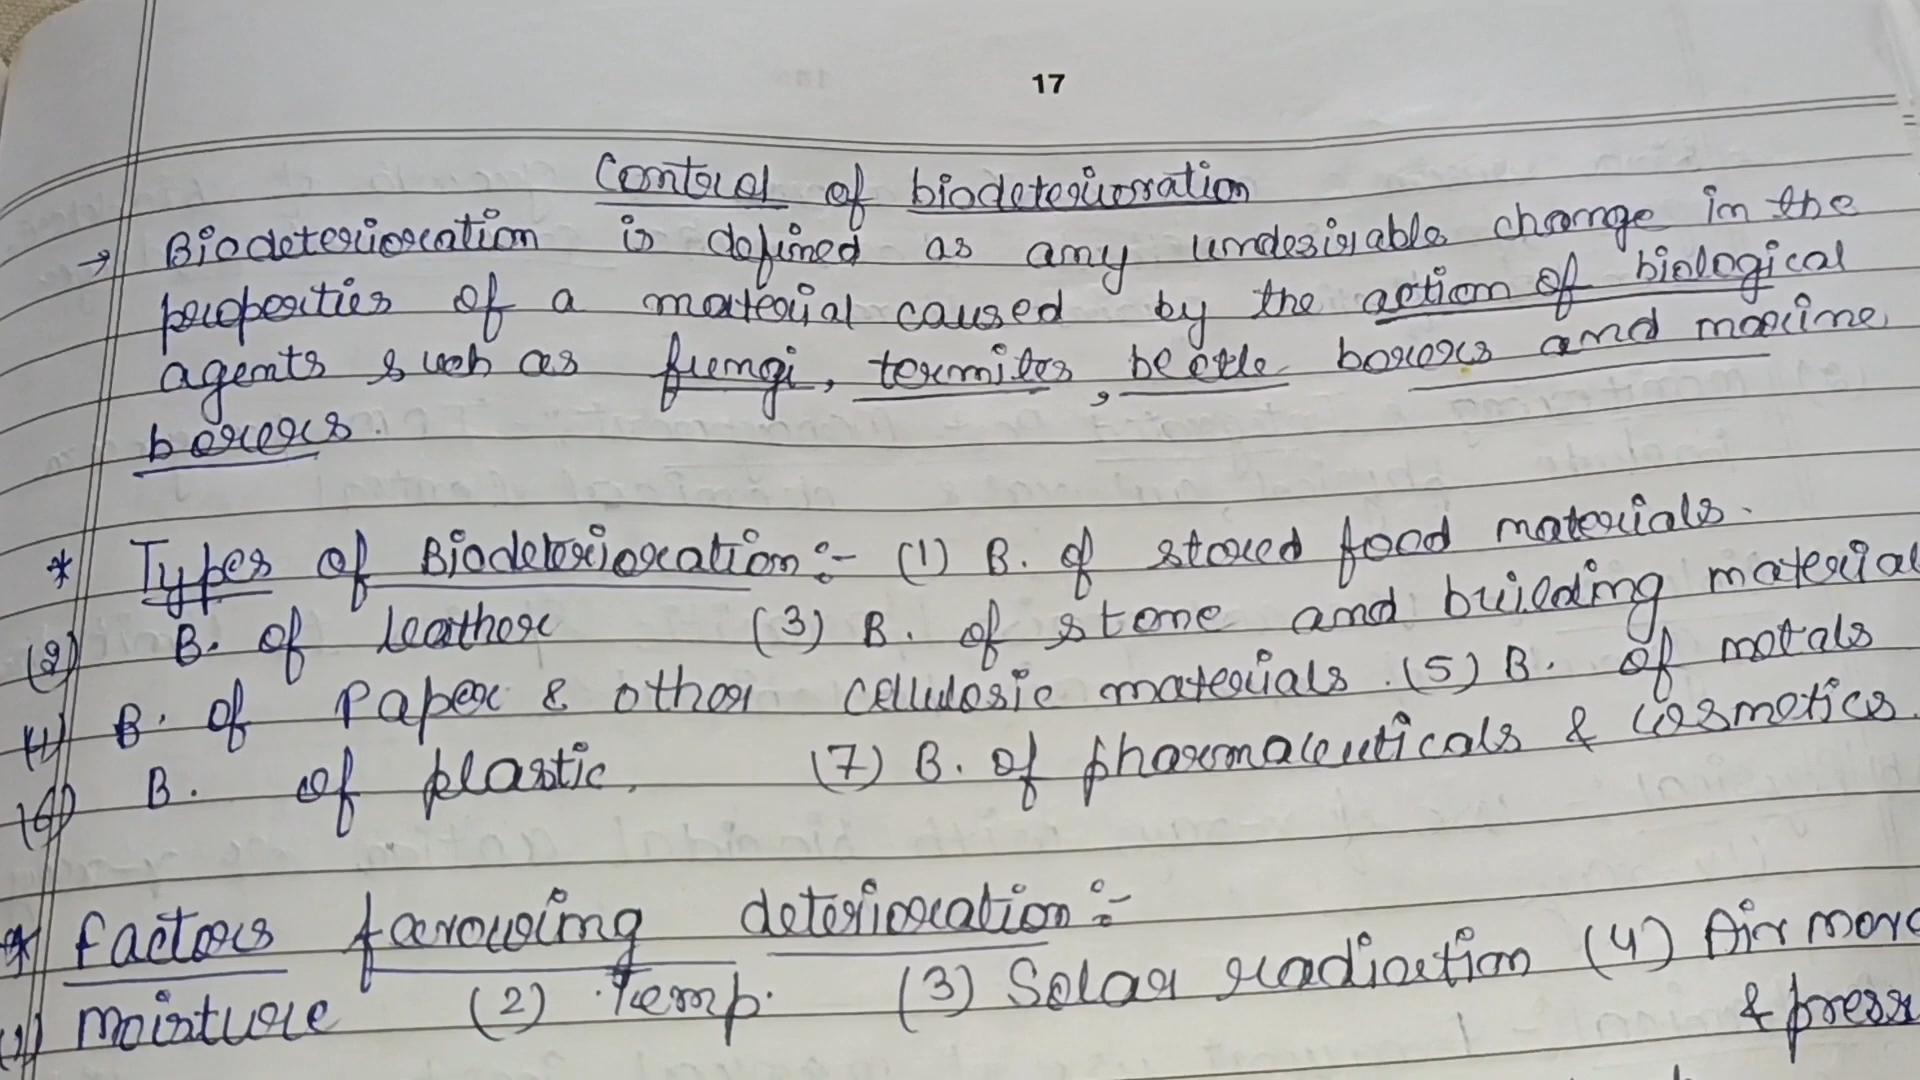 17
Control of biodeterioration
→ Biodeterioration is defined as any undesirable change in the
properties of a material caused by the action of biological
agents such as fungi, termites, beetle borers and marine
borers.
* Types of Biodeterioration :- (1) B. of stored food materials.
(2) B. of leather (3) B. of stone and building material
(4) B. of Paper & other cellulosic materials. (5) B. of metals
(6) B. of plastic. (7) B. of pharmaceuticals & cosmetics.
* Factors favouring deterioration :-
(1) moisture (2) Temp. (3) Solar radiation (4) Air
& press